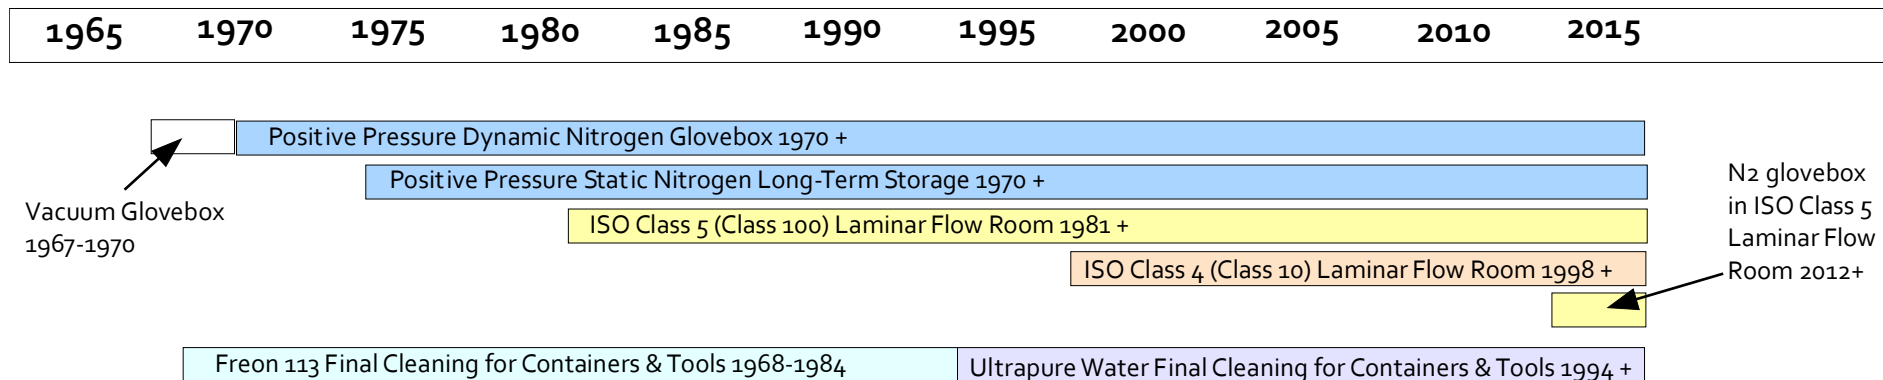 1965 1970 1975 1980 1985 1990 1995 2000 2005 2010 2015
Positive Pressure Dynamic Nitrogen Glovebox 1970 +
Positive Pressure Static Nitrogen Long-Term Storage 1970 +
Vacuum Glovebox
1967-1970
ISO Class 5 (Class 100) Laminar Flow Room 1981 +
ISO Class 4 (Class 10) Laminar Flow Room 1998 +
N2 glovebox
in ISO Class 5
Laminar Flow
Room 2012+
Freon 113 Final Cleaning for Containers & Tools 1968-1984
Ultrapure Water Final Cleaning for Containers & Tools 1994 +